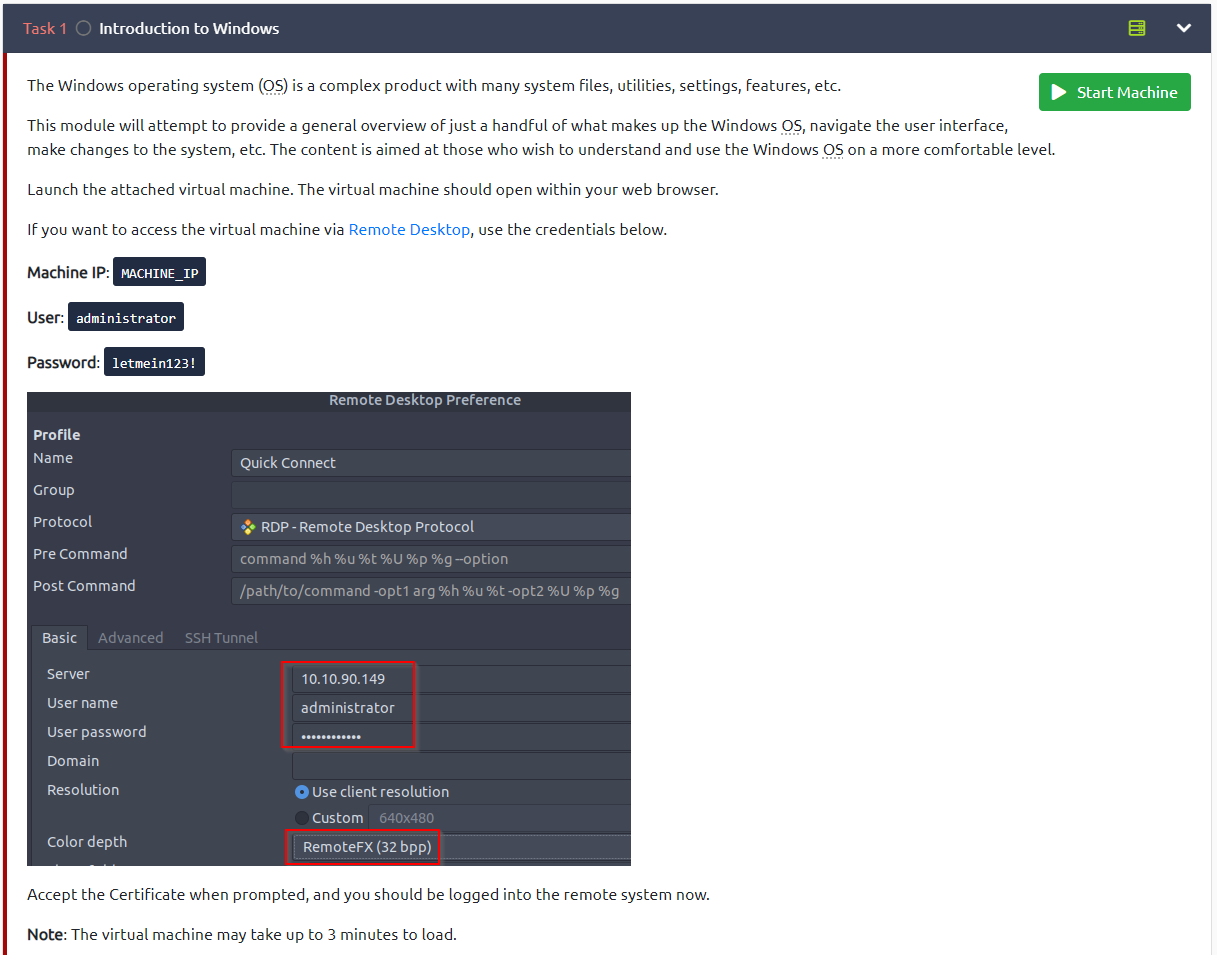 Task 1 Introduction to Windows
The Windows operating system (OS) is a complex product with many system files, utilities, settings, features, etc.
Start Machine
This module will attempt to provide a general overview of just a handful of what makes up the Windows OS, navigate the user interface,
make changes to the system, etc. The content is aimed at those who wish to understand and use the Windows OS on a more comfortable level.
Launch the attached virtual machine. The virtual machine should open within your web browser.
If you want to access the virtual machine via Remote Desktop, use the credentials below.
Machine IP: MACHINE_IP
User: administrator
Password: letmein123!
Remote Desktop Preference
Profile
Name Quick Connect
Group
Protocol RDP - Remote Desktop Protocol
Pre Command command %h %u %t %U %p %g --option
Post Command /path/to/command -opt1 arg %h %u %t -opt2 %U %p %g
Basic Advanced SSH Tunnel
Server 10.10.90.149
User name administrator
User password ••••••••••••
Domain
Resolution Use client resolution
Custom 640x480
Color depth RemoteFX (32 bpp)
Accept the Certificate when prompted, and you should be logged into the remote system now.
Note: The virtual machine may take up to 3 minutes to load.